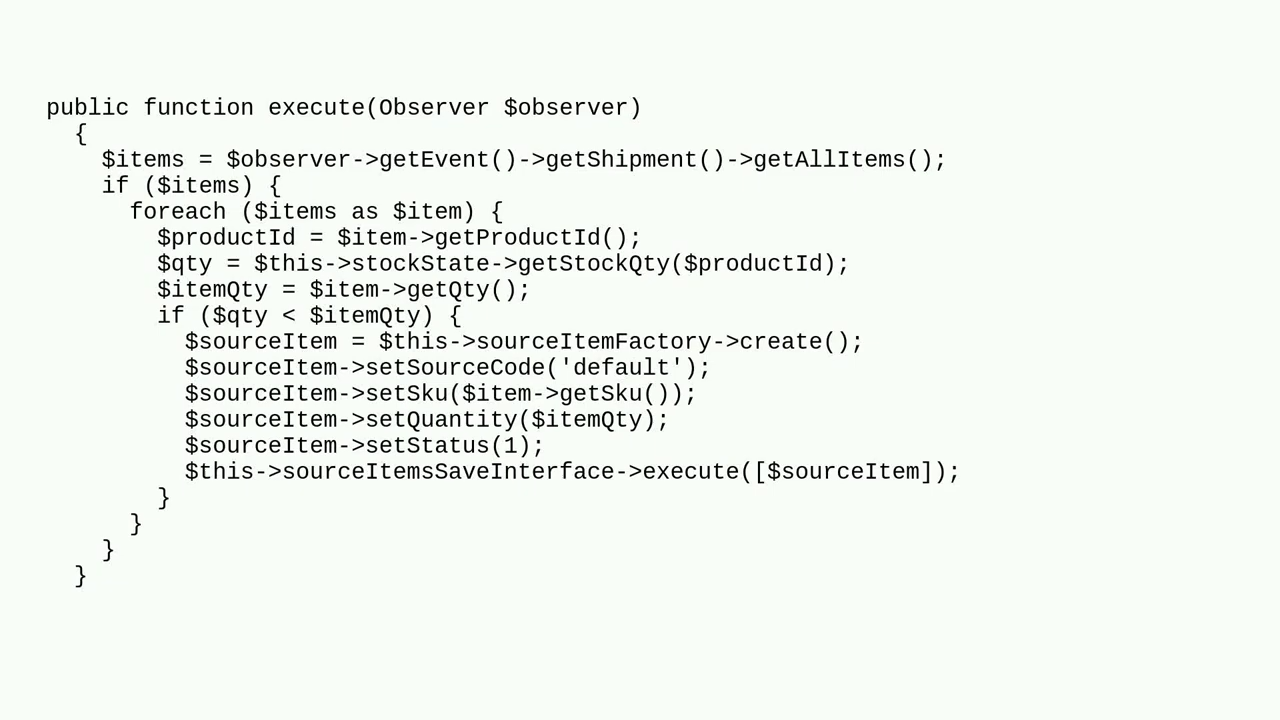 public function execute(Observer $observer)
  {
    $items = $observer->getEvent()->getShipment()->getAllItems();
    if ($items) {
      foreach ($items as $item) {
        $productId = $item->getProductId();
        $qty = $this->stockState->getStockQty($productId);
        $itemQty = $item->getQty();
        if ($qty < $itemQty) {
          $sourceItem = $this->sourceItemFactory->create();
          $sourceItem->setSourceCode('default');
          $sourceItem->setSku($item->getSku());
          $sourceItem->setQuantity($itemQty);
          $sourceItem->setStatus(1);
          $this->sourceItemsSaveInterface->execute([$sourceItem]);
        }
      }
    }
  }